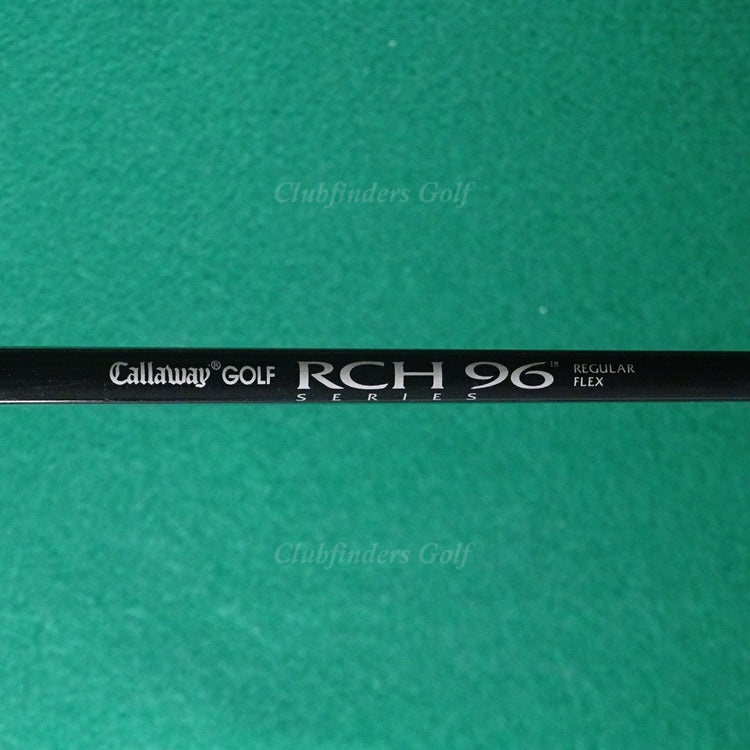 Clubfinders Golf
Callaway® GOLF RCH 96™ REGULAR
SERIES FLEX
Clubfinders Golf